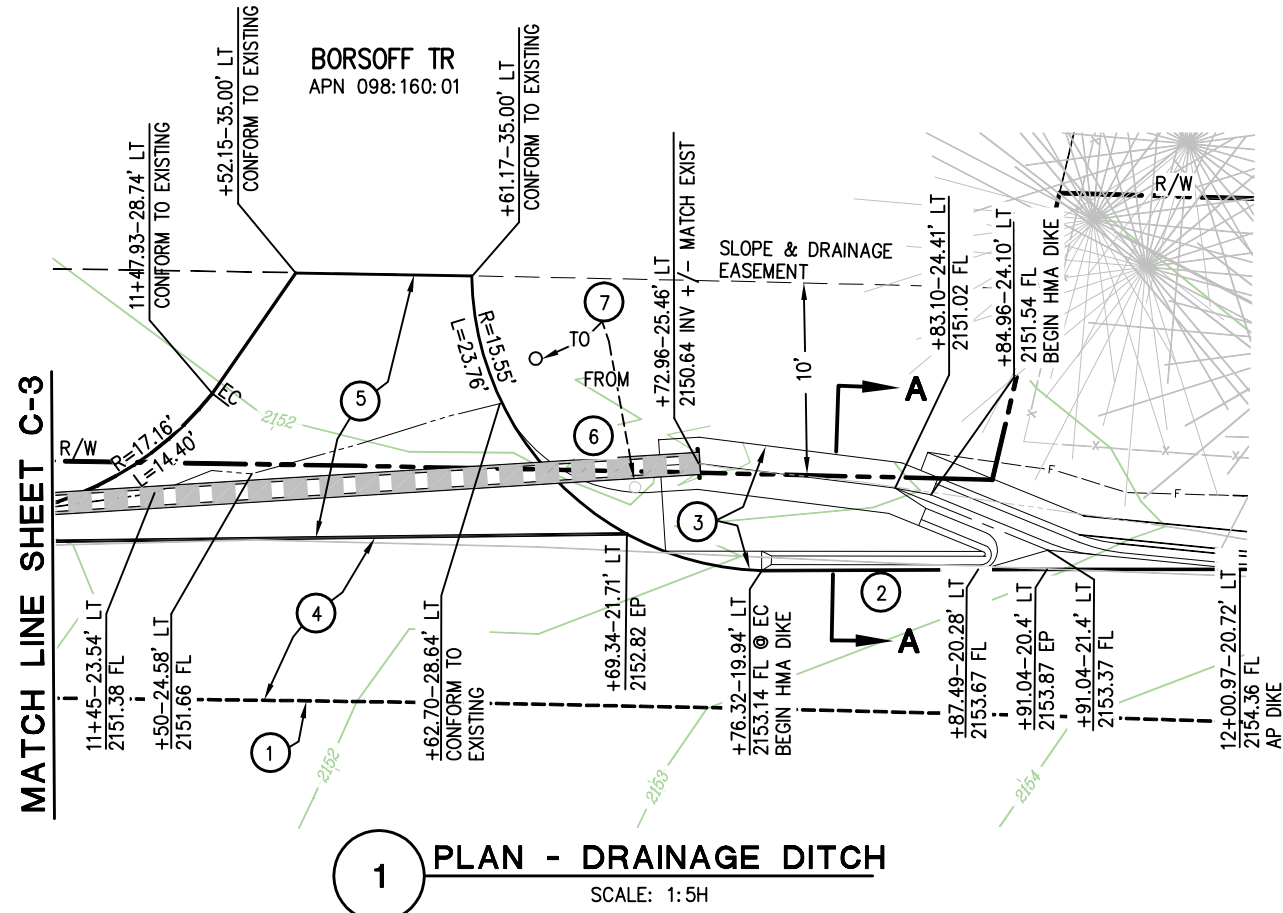 BORSOFF TR
APN 098:160:01
11+47.93-28.74' LT
CONFORM TO EXISTING
+52.15-35.00' LT
CONFORM TO EXISTING
+61.17-35.00' LT
CONFORM TO EXISTING
+72.96-25.46' LT
2150.64 INV +/- MATCH EXIST
SLOPE & DRAINAGE
EASEMENT
+83.10-24.41' LT
2151.02 FL
+84.96-24.10' LT
2151.54 FL
BEGIN HMA DIKE
R/W
7
TO
FROM
R=15.55'
L=23.76'
10'
A
EC
5
2152
6
R/W
R=17.16'
L=14.40'
MATCH LINE SHEET C-3
3
X
X
X
X
F
F
F
4
2
A
1
11+45-23.54' LT
2151.38 FL
+50-24.58' LT
2151.66 FL
+62.70-28.64' LT
CONFORM TO
EXISTING
+69.34-21.71' LT
2152.82 EP
+76.32-19.94' LT
2153.14 FL @ EC
BEGIN HMA DIKE
+87.49-20.28' LT
2153.67 FL
+91.04-20.4' LT
2153.87 EP
+91.04-21.4' LT
2153.37 FL
12+00.97-20.72' LT
2154.36 FL
AP DIKE
2152
2153
2154
1
PLAN - DRAINAGE DITCH
SCALE: 1:5H